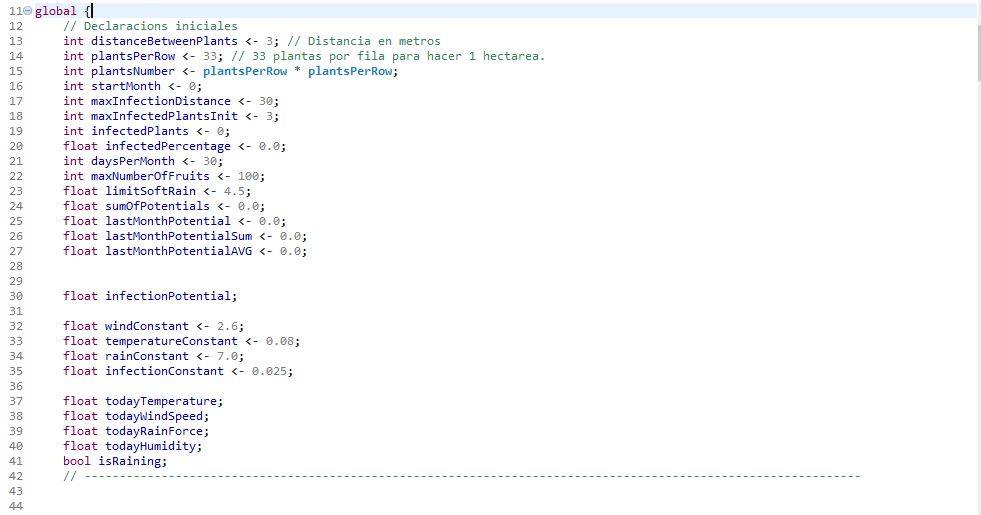 11 global {
12 // Declaracions iniciales
13 int distanceBetweenPlants <- 3; // Distancia en metros
14 int plantsPerRow <- 33; // 33 plantas por fila para hacer 1 hectarea.
15 int plantsNumber <- plantsPerRow * plantsPerRow;
16 int startMonth <- 0;
17 int maxInfectionDistance <- 30;
18 int maxInfectedPlantsInit <- 3;
19 int infectedPlants <- 0;
20 float infectedPercentage <- 0.0;
21 int daysPerMonth <- 30;
22 int maxNumberOfFruits <- 100;
23 float limitSoftRain <- 4.5;
24 float sumOfPotentials <- 0.0;
25 float lastMonthPotential <- 0.0;
26 float lastMonthPotentialSum <- 0.0;
27 float lastMonthPotentialAVG <- 0.0;
28
29
30 float infectionPotential;
31
32 float windConstant <- 2.6;
33 float temperatureConstant <- 0.08;
34 float rainConstant <- 7.0;
35 float infectionConstant <- 0.025;
36
37 float todayTemperature;
38 float todayWindSpeed;
39 float todayRainForce;
40 float todayHumidity;
41 bool isRaining;
42 // ---------------------------------------------------------------------------------------------------------------
43
44